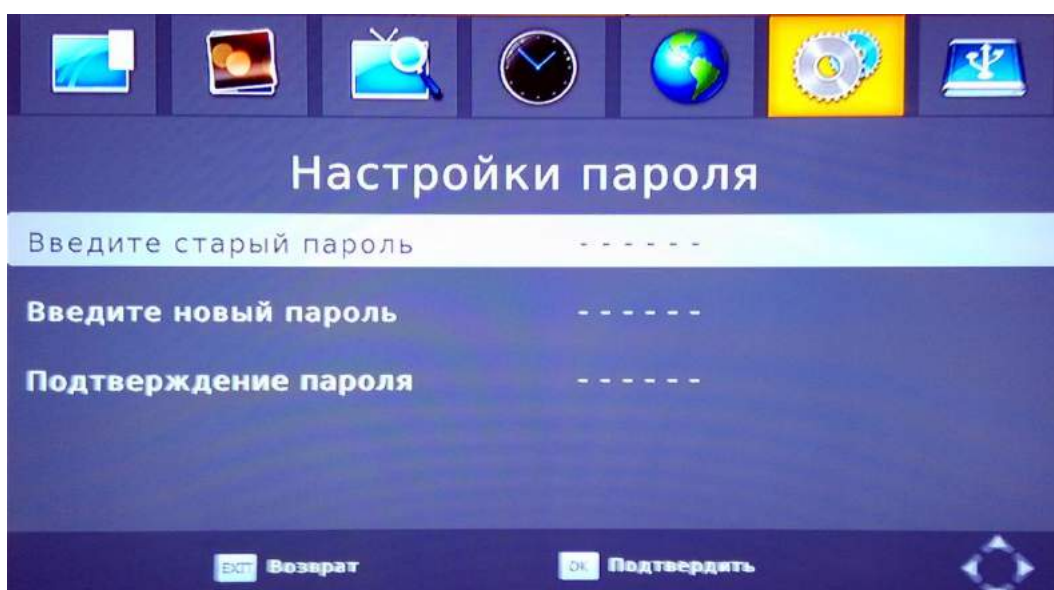 Настройки пароля
Введите старый пароль - - - - - -
Введите новый пароль - - - - - -
Подтверждение пароля - - - - - -
EXIT Возврат OK Подтвердить